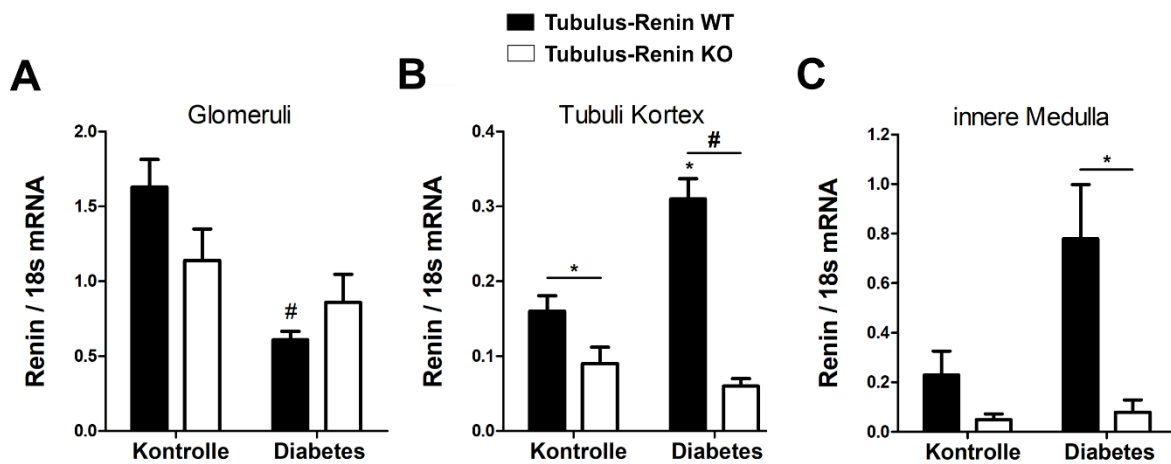 Tubulus-Renin WT
Tubulus-Renin KO
A
Glomeruli
Renin / 18s mRNA
2.0
1.5
1.0
0.5
0.0
#
Kontrolle Diabetes
B
Tubuli Kortex
Renin / 18s mRNA
0.4
0.3
0.2
0.1
0.0
*
#
*
Kontrolle Diabetes
C
innere Medulla
Renin / 18s mRNA
1.2
1.0
0.8
0.6
0.4
0.2
0.0
*
Kontrolle Diabetes